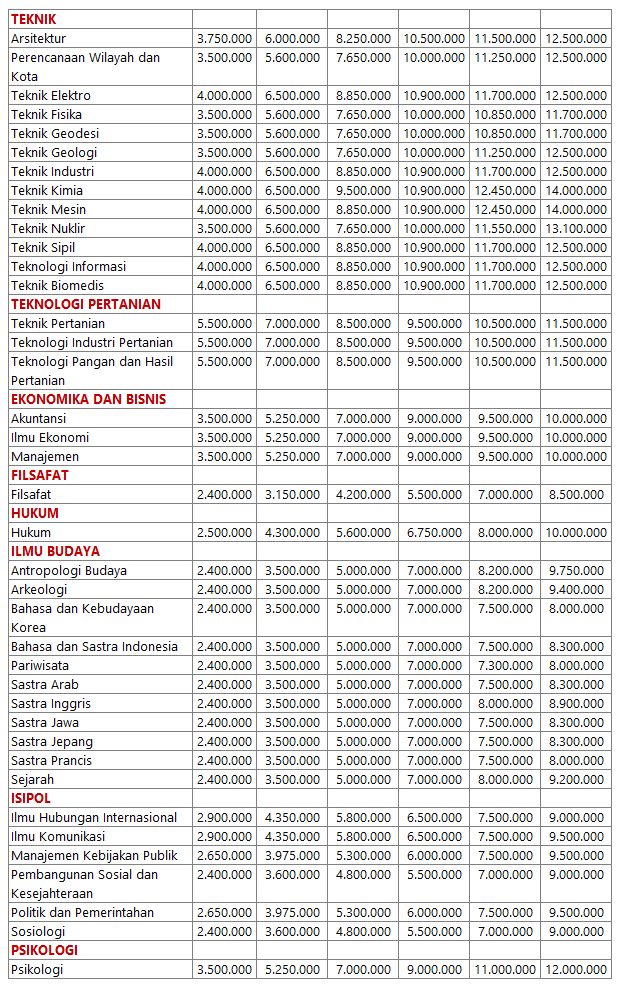 TEKNIK
Arsitektur 3.750.000 6.000.000 8.250.000 10.500.000 11.500.000 12.500.000
Perencanaan Wilayah dan 3.500.000 5.600.000 7.650.000 10.000.000 11.250.000 12.500.000
Kota
Teknik Elektro 4.000.000 6.500.000 8.850.000 10.900.000 11.700.000 12.500.000
Teknik Fisika 3.500.000 5.600.000 7.650.000 10.000.000 10.850.000 11.700.000
Teknik Geodesi 3.500.000 5.600.000 7.650.000 10.000.000 10.850.000 11.700.000
Teknik Geologi 3.500.000 5.600.000 7.650.000 10.000.000 11.250.000 12.500.000
Teknik Industri 4.000.000 6.500.000 8.850.000 10.900.000 11.700.000 12.500.000
Teknik Kimia 4.000.000 6.500.000 9.500.000 10.900.000 12.450.000 14.000.000
Teknik Mesin 4.000.000 6.500.000 8.850.000 10.900.000 12.450.000 14.000.000
Teknik Nuklir 3.500.000 5.600.000 7.650.000 10.000.000 11.550.000 13.100.000
Teknik Sipil 4.000.000 6.500.000 8.850.000 10.900.000 11.700.000 12.500.000
Teknologi Informasi 4.000.000 6.500.000 8.850.000 10.900.000 11.700.000 12.500.000
Teknik Biomedis 4.000.000 6.500.000 8.850.000 10.900.000 11.700.000 12.500.000
TEKNOLOGI PERTANIAN
Teknik Pertanian 5.500.000 7.000.000 8.500.000 9.500.000 10.500.000 11.500.000
Teknologi Industri Pertanian 5.500.000 7.000.000 8.500.000 9.500.000 10.500.000 11.500.000
Teknologi Pangan dan Hasil 5.500.000 7.000.000 8.500.000 9.500.000 10.500.000 11.500.000
Pertanian
EKONOMIKA DAN BISNIS
Akuntansi 3.500.000 5.250.000 7.000.000 9.000.000 9.500.000 10.000.000
Ilmu Ekonomi 3.500.000 5.250.000 7.000.000 9.000.000 9.500.000 10.000.000
Manajemen 3.500.000 5.250.000 7.000.000 9.000.000 9.500.000 10.000.000
FILSAFAT
Filsafat 2.400.000 3.150.000 4.200.000 5.500.000 7.000.000 8.500.000
HUKUM
Hukum 2.500.000 4.300.000 5.600.000 6.750.000 8.000.000 10.000.000
ILMU BUDAYA
Antropologi Budaya 2.400.000 3.500.000 5.000.000 7.000.000 8.200.000 9.750.000
Arkeologi 2.400.000 3.500.000 5.000.000 7.000.000 8.200.000 9.400.000
Bahasa dan Kebudayaan 2.400.000 3.500.000 5.000.000 7.000.000 7.500.000 8.000.000
Korea
Bahasa dan Sastra Indonesia 2.400.000 3.500.000 5.000.000 7.000.000 7.500.000 8.300.000
Pariwisata 2.400.000 3.500.000 5.000.000 7.000.000 7.300.000 8.000.000
Sastra Arab 2.400.000 3.500.000 5.000.000 7.000.000 7.500.000 8.300.000
Sastra Inggris 2.400.000 3.500.000 5.000.000 7.000.000 8.000.000 8.900.000
Sastra Jawa 2.400.000 3.500.000 5.000.000 7.000.000 7.500.000 8.300.000
Sastra Jepang 2.400.000 3.500.000 5.000.000 7.000.000 7.500.000 8.300.000
Sastra Prancis 2.400.000 3.500.000 5.000.000 7.000.000 7.500.000 8.000.000
Sejarah 2.400.000 3.500.000 5.000.000 7.000.000 8.000.000 9.200.000
ISIPOL
Ilmu Hubungan Internasional 2.900.000 4.350.000 5.800.000 6.500.000 7.500.000 9.000.000
Ilmu Komunikasi 2.900.000 4.350.000 5.800.000 6.500.000 7.500.000 9.500.000
Manajemen Kebijakan Publik 2.650.000 3.975.000 5.300.000 6.000.000 7.500.000 9.500.000
Pembangunan Sosial dan 2.400.000 3.600.000 4.800.000 5.500.000 7.000.000 9.000.000
Kesejahteraan
Politik dan Pemerintahan 2.650.000 3.975.000 5.300.000 6.000.000 7.500.000 9.500.000
Sosiologi 2.400.000 3.600.000 4.800.000 5.500.000 7.000.000 9.000.000
PSIKOLOGI
Psikologi 3.500.000 5.250.000 7.000.000 9.000.000 11.000.000 12.000.000